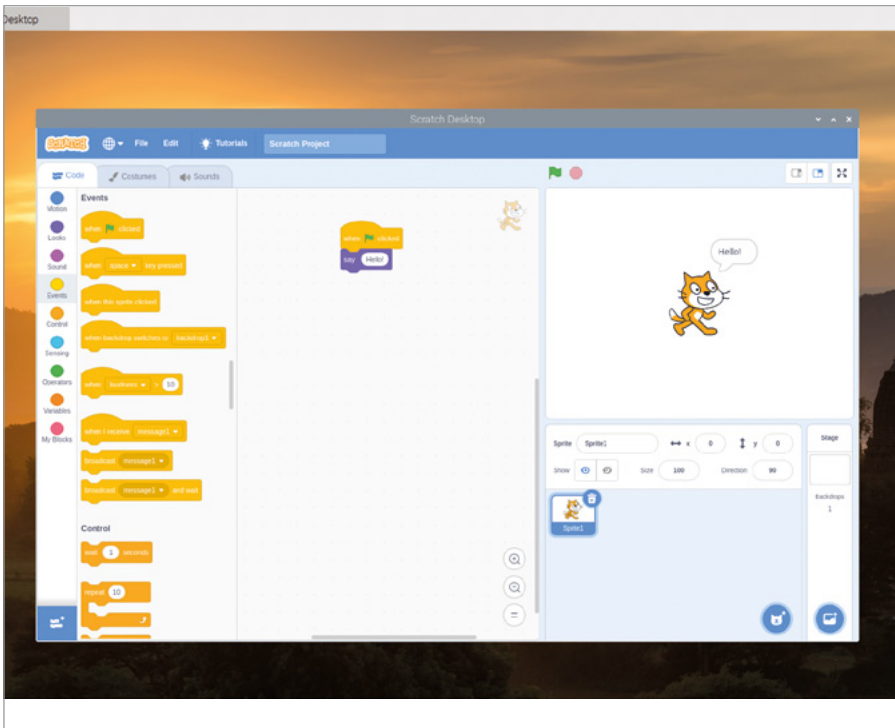 Desktop
Scratch Desktop
SCRATCH File Edit Tutorials Scratch Project
Code Costumes Sounds
Motion
Looks
Sound
Events
Control
Sensing
Operators
Variables
My Blocks
Events
when clicked
when space key pressed
when this sprite clicked
when backdrop switches to backdrop1
when loudness > 10
when I receive message1
broadcast message1
broadcast message1 and wait
Control
wait 1 seconds
repeat 10
when clicked
say Hello!
Hello!
Sprite Sprite1 x 0 y 0
Show Size 100 Direction 90
Sprite1
Stage
Backdrops
1